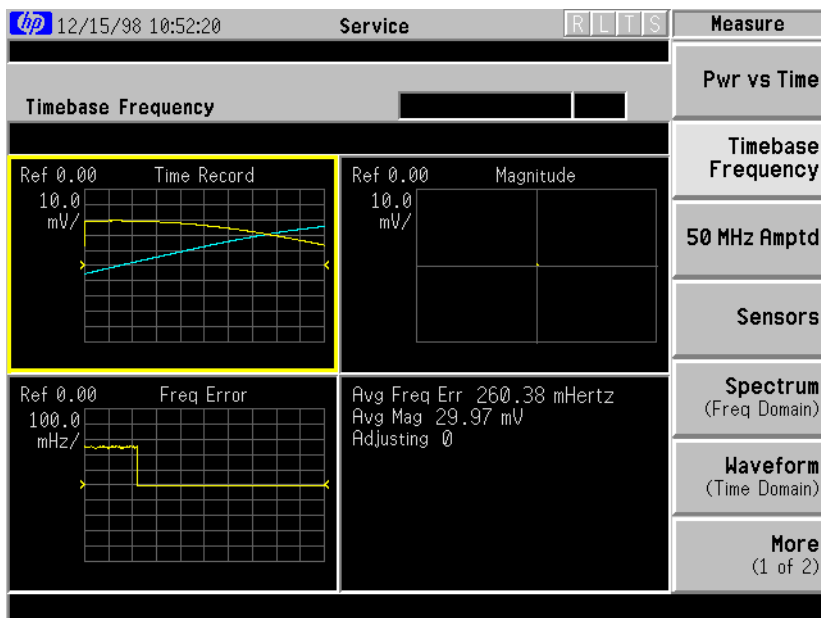 hp 12/15/98 10:52:20 Service R L T S Measure
Timebase Frequency
Pwr vs Time
Timebase
Frequency
50 MHz Amptd
Sensors
Spectrum
(Freq Domain)
Waveform
(Time Domain)
More
(1 of 2)
Ref 0.00 Time Record
10.0
mV/
Ref 0.00 Magnitude
10.0
mV/
Ref 0.00 Freq Error
100.0
mHz/
Avg Freq Err 260.38 mHertz
Avg Mag 29.97 mV
Adjusting 0